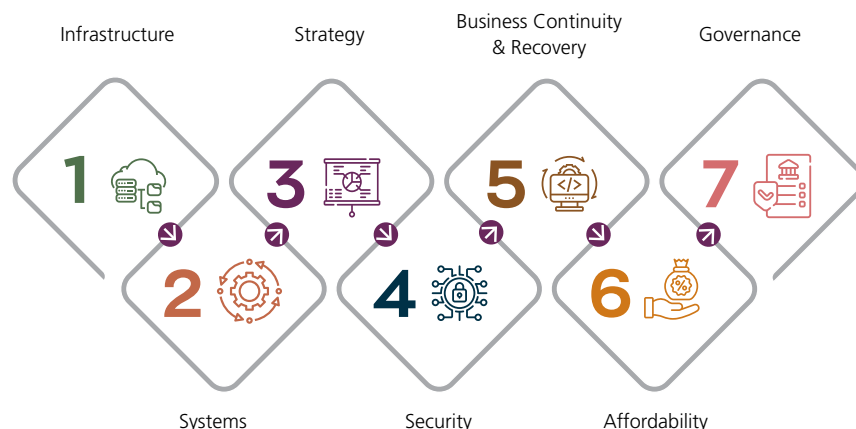 Infrastructure
Strategy
Business Continuity
& Recovery
Governance
1
3
5
</>
7
2
4
6
%
Systems
Security
Affordability